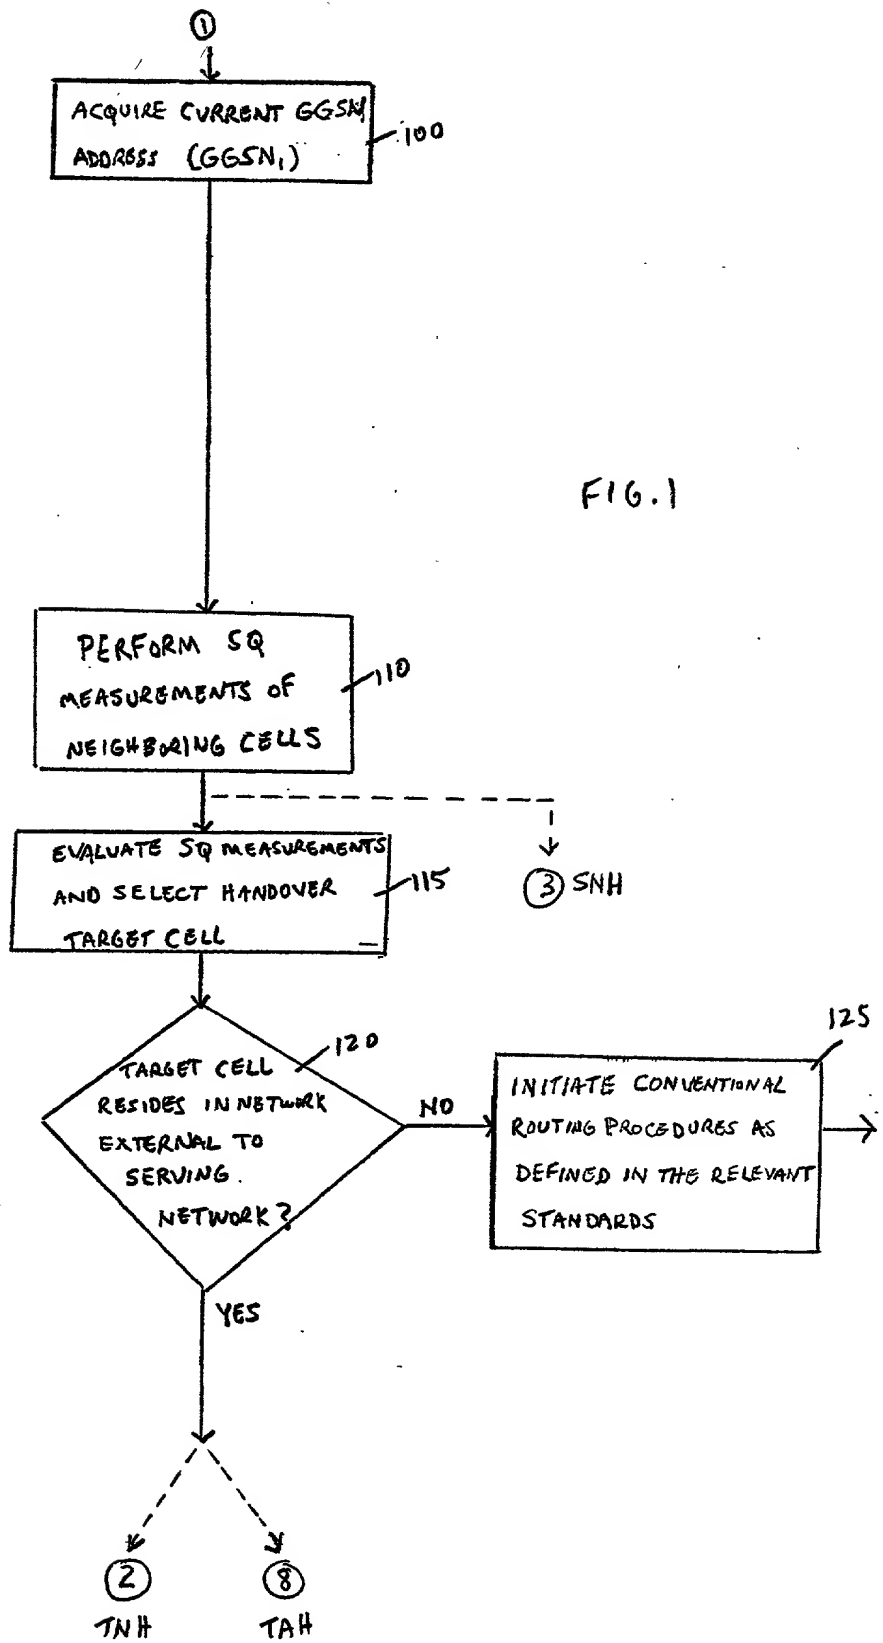 1
ACQUIRE CURRENT GGSN
ADDRESS (GGSN1)
100
FIG.1
PERFORM SQ
MEASUREMENTS OF
NEIGHBORING CELLS
110
EVALUATE SQ MEASUREMENTS
AND SELECT HANDOVER
TARGET CELL
115
3 SNH
TARGET CELL
RESIDES IN NETWORK
EXTERNAL TO
SERVING
NETWORK?
120
NO
125
INITIATE CONVENTIONAL
ROUTING PROCEDURES AS
DEFINED IN THE RELEVANT
STANDARDS
YES
2
TNH
8
TAH